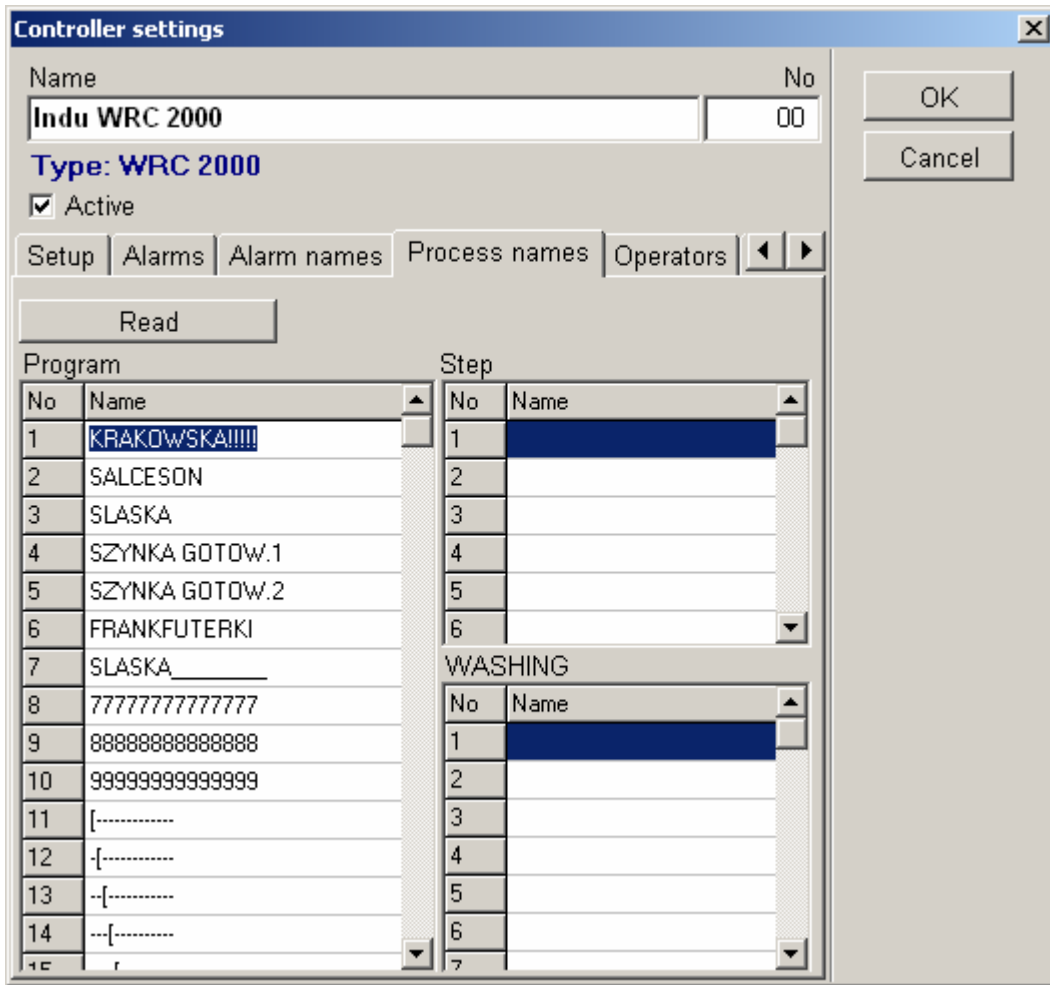 Controller settings
Name No
Indu WRC 2000 00
OK
Type: WRC 2000
Cancel
Active
Setup Alarms Alarm names Process names Operators
Read
Program
No Name
1 KRAKOWSKA!!!!!
2 SALCESON
3 SLASKA
4 SZYNKA GOTOW.1
5 SZYNKA GOTOW.2
6 FRANKFUTERKI
7 SLASKA________
8 77777777777777
9 88888888888888
10 99999999999999
11 [-------------
12 -[------------
13 --[-----------
14 ---[----------
Step
No Name
1
2
3
4
5
6
WASHING
No Name
1
2
3
4
5
6
7